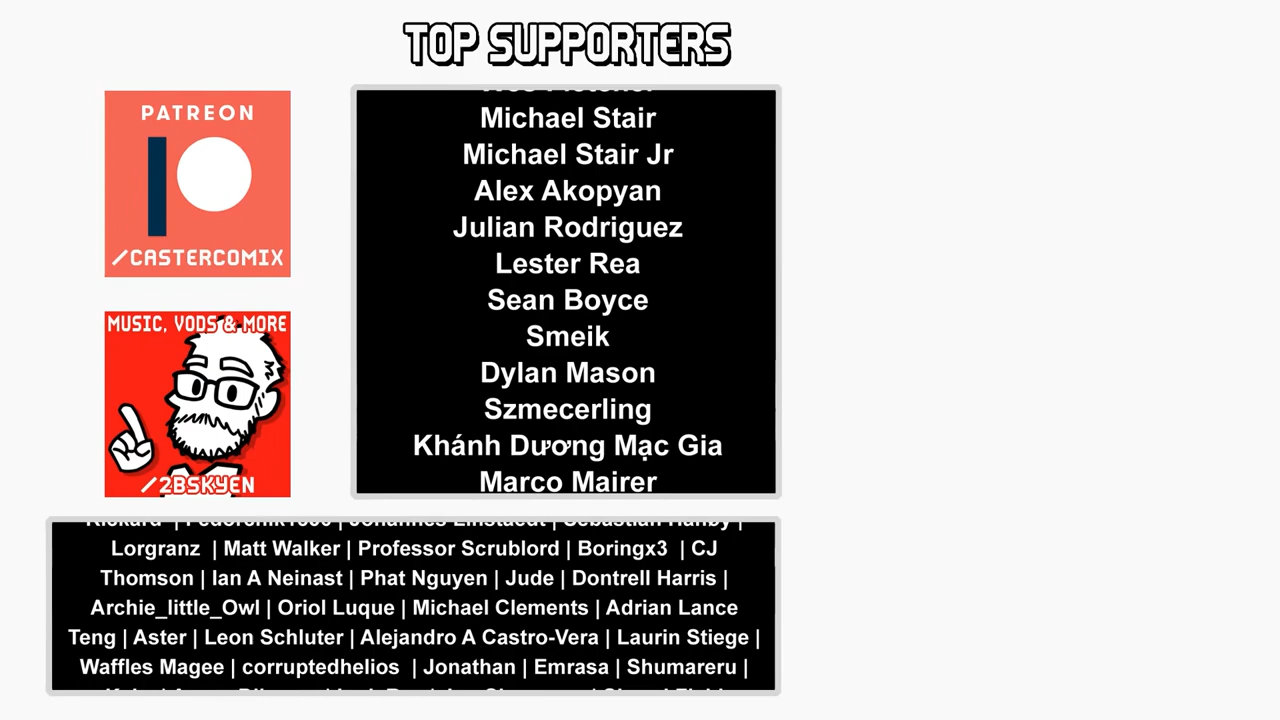 TOP SUPPORTERS
PATREON
/CASTERCOMIX
MUSIC, VODS & MORE
/2BSKYEN
Michael Stair
Michael Stair Jr
Alex Akopyan
Julian Rodriguez
Lester Rea
Sean Boyce
Smeik
Dylan Mason
Szmecerling
Khánh Dương Mạc Gia
Marco Mairer
Lorgranz | Matt Walker | Professor Scrublord | Boringx3 | CJ
Thomson | Ian A Neinast | Phat Nguyen | Jude | Dontrell Harris |
Archie_little_Owl | Oriol Luque | Michael Clements | Adrian Lance
Teng | Aster | Leon Schluter | Alejandro A Castro-Vera | Laurin Stiege |
Waffles Magee | corruptedhelios | Jonathan | Emrasa | Shumareru |